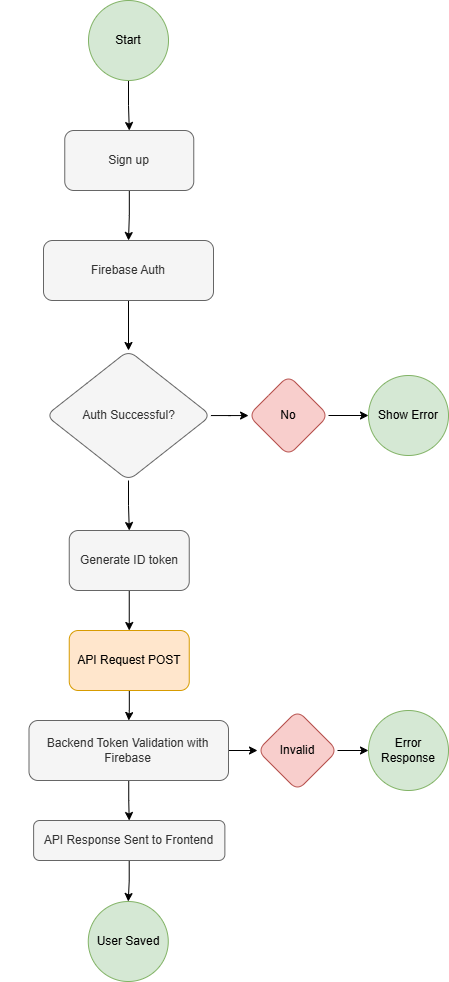 Start
Sign up
Firebase Auth
Auth Successful?
No
Show Error
Generate ID token
API Request POST
Backend Token Validation with
Firebase
Invalid
Error
Response
API Response Sent to Frontend
User Saved